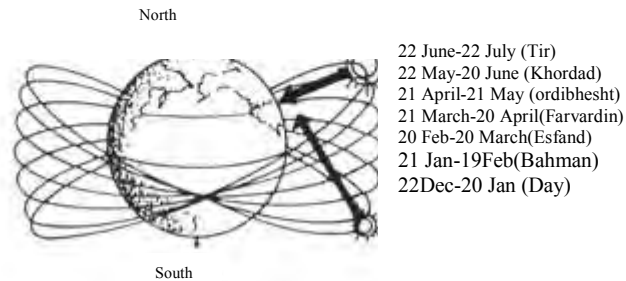 North
22 June-22 July (Tir)
22 May-20 June (Khordad)
21 April-21 May (ordibhesht)
21 March-20 April(Farvardin)
20 Feb-20 March(Esfand)
21 Jan-19Feb(Bahman)
22Dec-20 Jan (Day)
South